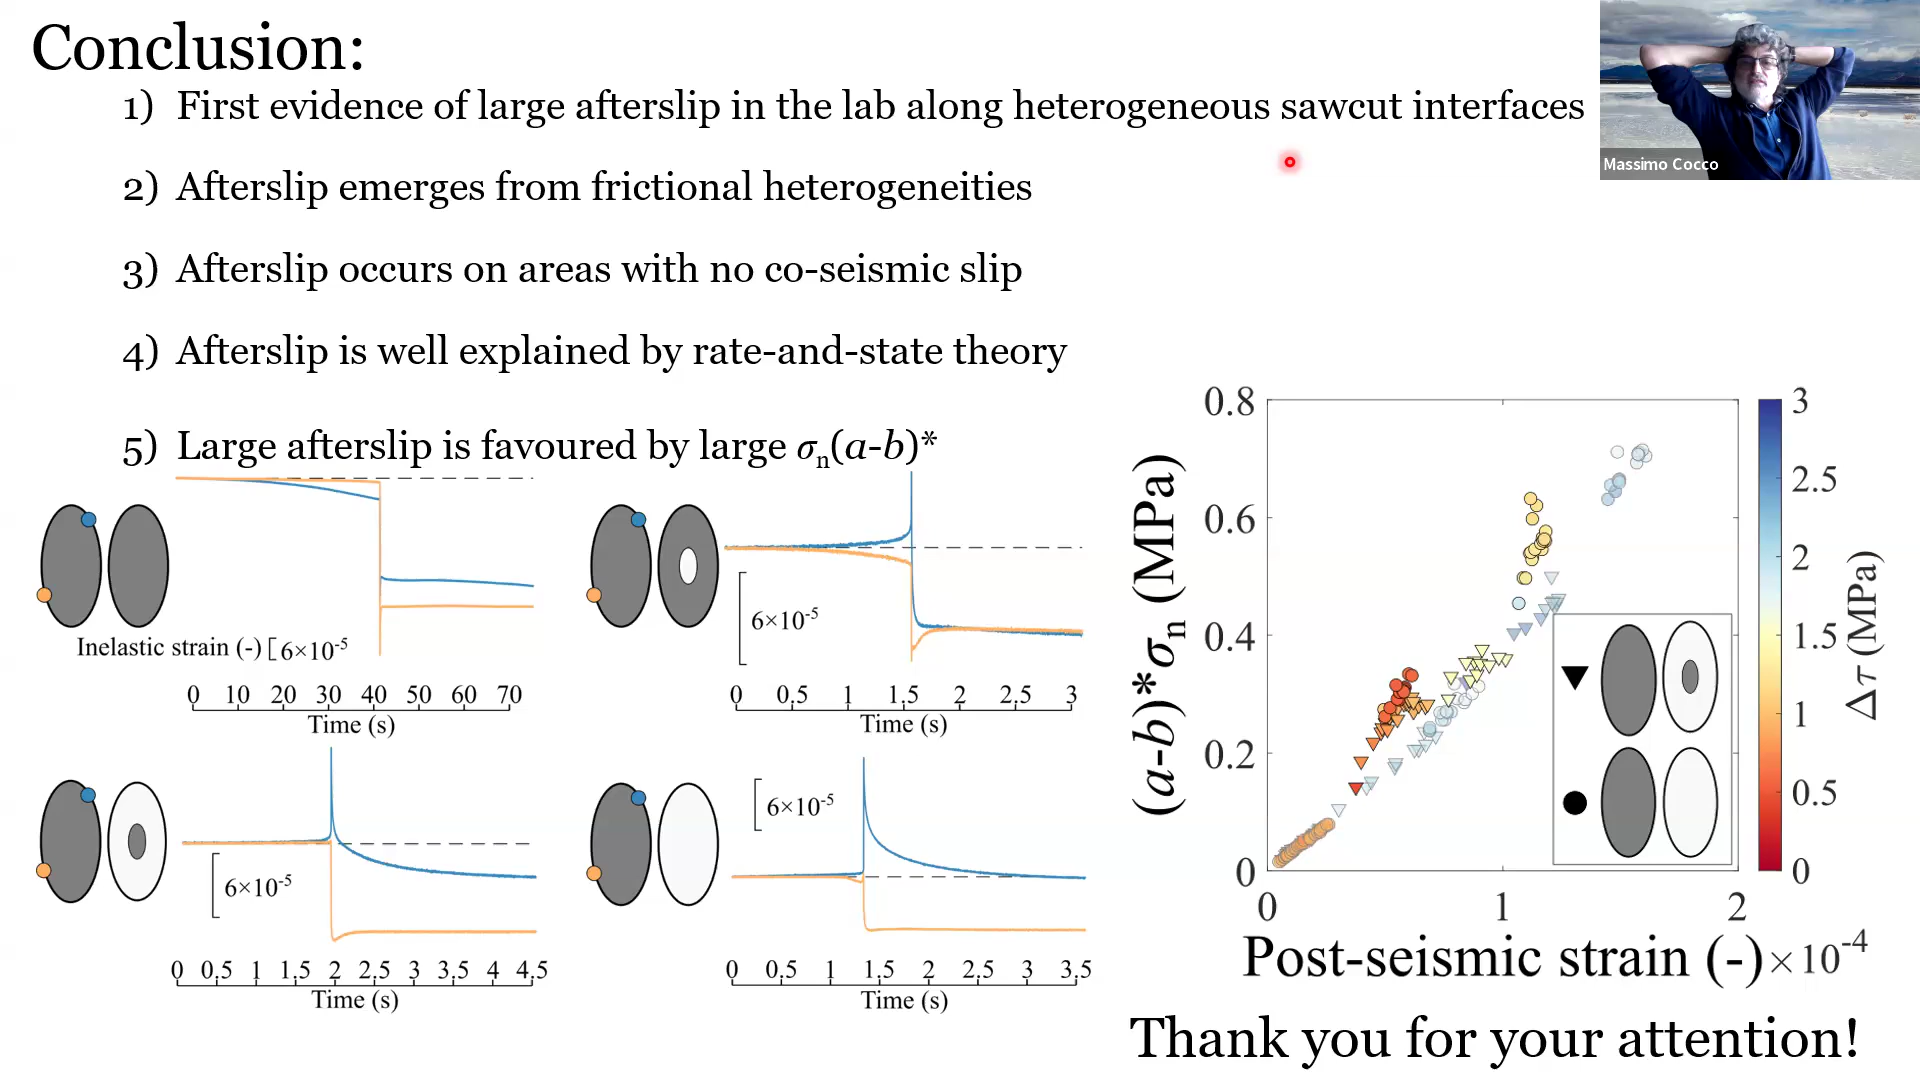 Conclusion:
1) First evidence of large afterslip in the lab along heterogeneous sawcut interfaces
Massimo Cocco
2) Afterslip emerges from frictional heterogeneities
3) Afterslip occurs on areas with no co-seismic slip
4) Afterslip is well explained by rate-and-state theory
5) Large afterslip is favoured by large σn(a-b)*
Inelastic strain (-) [ 6×10-5
0 10 20 30 40 50 60 70
Time (s)
6×10-5
0 0.5 1 1.5 2 2.5 3
Time (s)
6×10-5
0 0.5 1 1.5 2 2.5 3 3.5 4 4.5
Time (s)
6×10-5
0 0.5 1 1.5 2 2.5 3 3.5
Time (s)
(a-b)*σn (MPa)
0.8
0.6
0.4
0.2
0
0 1 2
Post-seismic strain (-) ×10-4
3
2.5
2
1.5
1
0.5
0
Δτ (MPa)
Thank you for your attention!